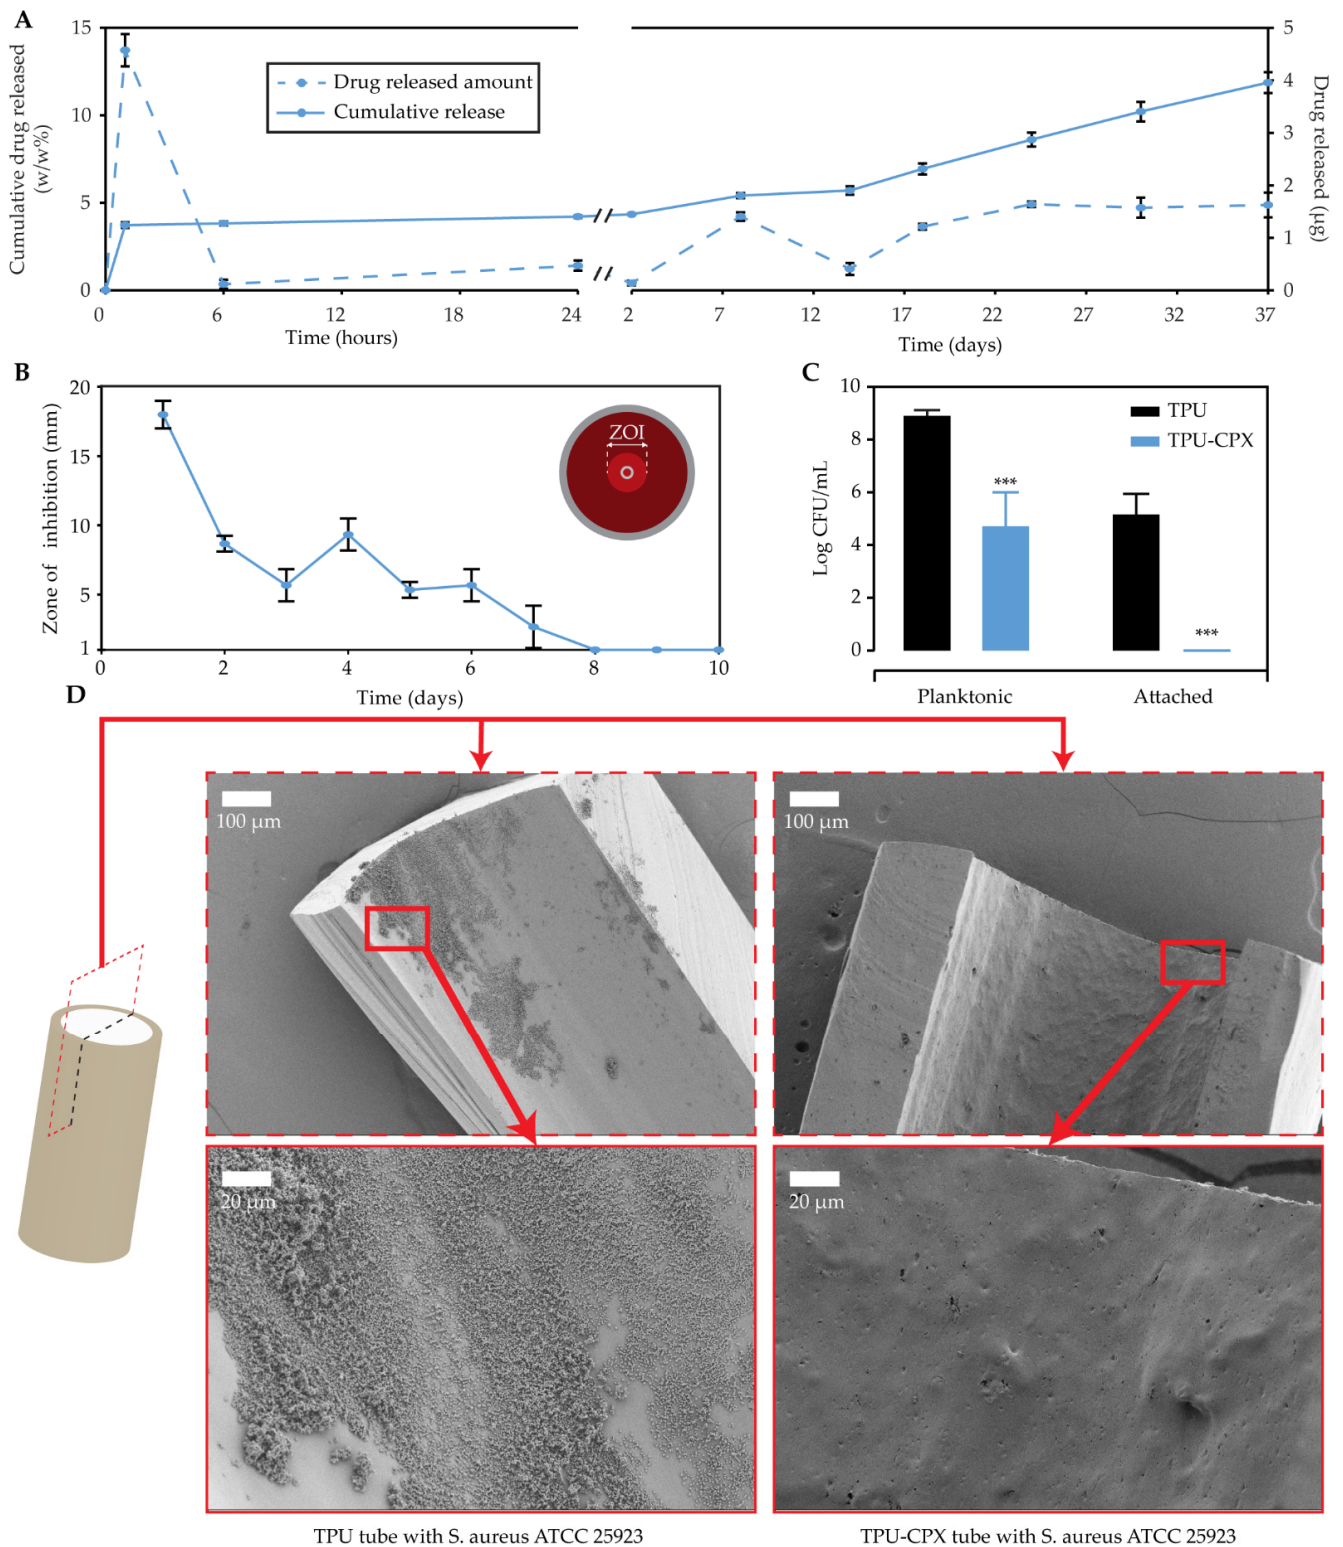 A
15
10
5
0
Cumulative drug released
(w/w%)
Drug released amount
Cumulative release
5
4
3
2
1
0
Drug released (µg)
0 6 12 18 24 2 7 12 17 22 27 32 37
Time (hours)
Time (days)
B
20
15
10
5
1
Zone of inhibition (mm)
ZOI
0 2 4 6 8 10
Time (days)
C
10
8
6
4
2
0
Log CFU/mL
TPU
TPU-CPX
***
***
Planktonic Attached
D
100 µm
100 µm
20 µm
20 µm
TPU tube with S. aureus ATCC 25923
TPU-CPX tube with S. aureus ATCC 25923